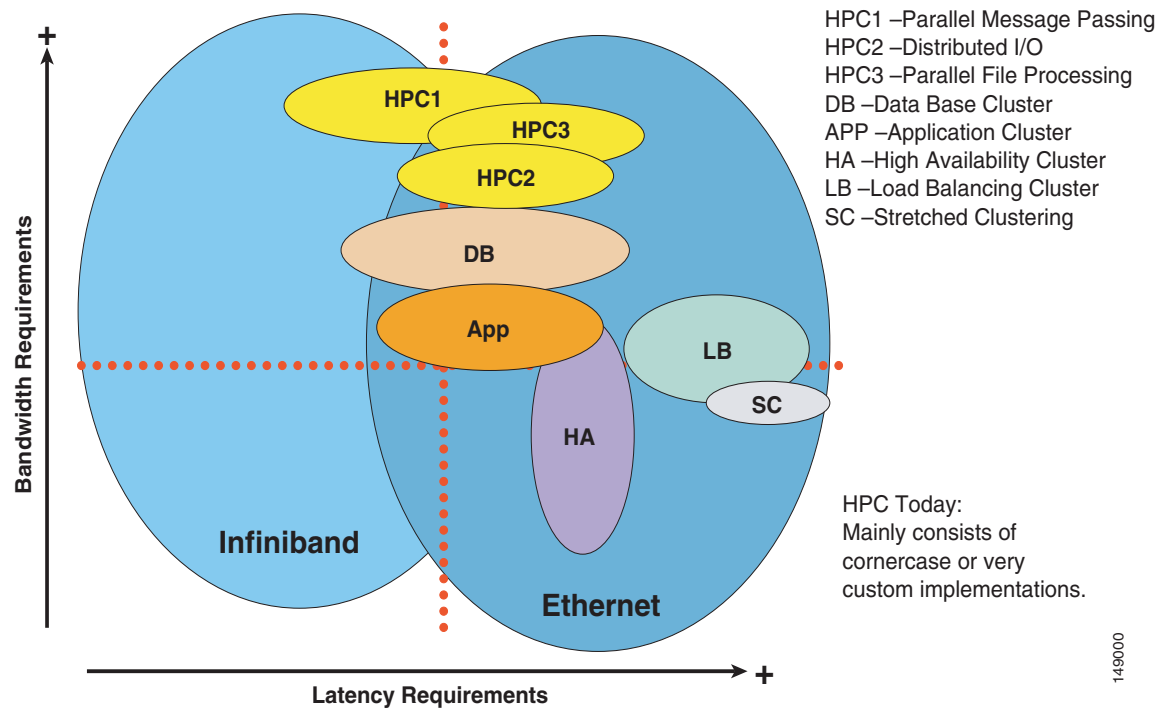 +
HPC1 –Parallel Message Passing
HPC2 –Distributed I/O
HPC3 –Parallel File Processing
DB –Data Base Cluster
APP –Application Cluster
HA –High Availability Cluster
LB –Load Balancing Cluster
SC –Stretched Clustering
HPC1
HPC3
HPC2
DB
App
LB
SC
HA
Bandwidth Requirements
Infiniband
Ethernet
HPC Today:
Mainly consists of
cornercase or very
custom implementations.
149000
+
Latency Requirements